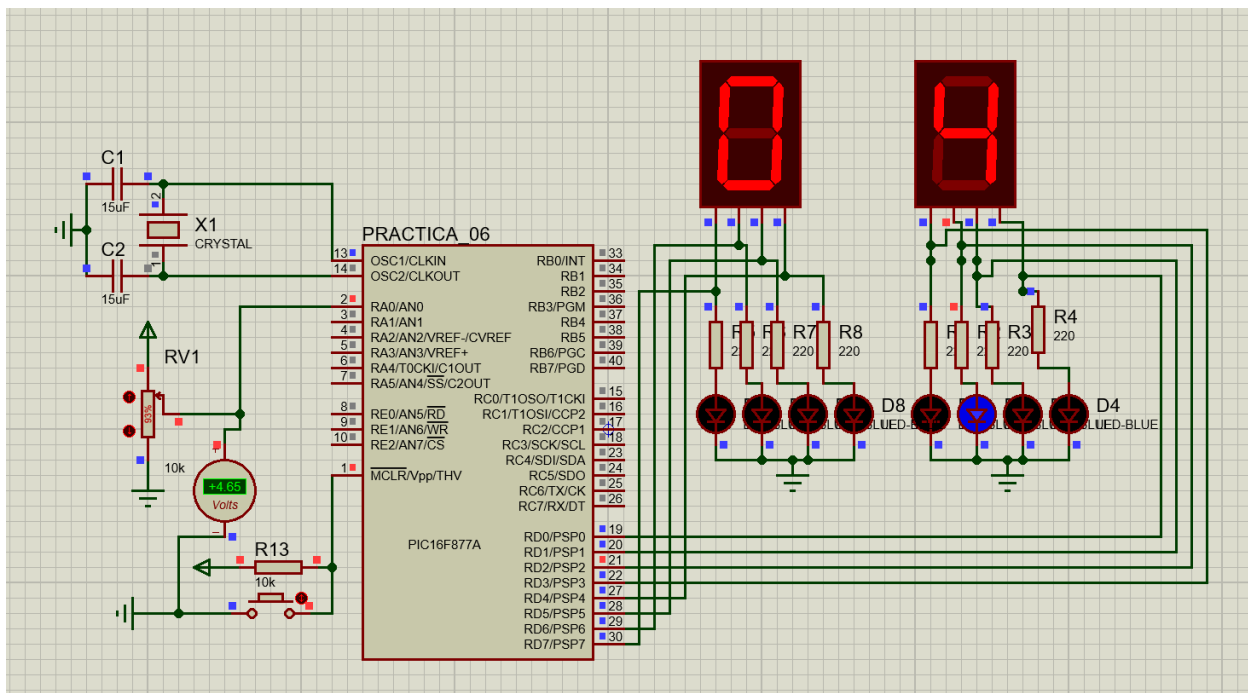 0
4
C1
15uF
2
X1
CRYSTAL
1
C2
15uF
PRACTICA_06
13
OSC1/CLKIN
14
OSC2/CLKOUT
2
RA0/AN0
3
RA1/AN1
4
RA2/AN2/VREF-/CVREF
5
RA3/AN3/VREF+
6
RA4/T0CKI/C1OUT
7
RA5/AN4/SS/C2OUT
8
RE0/AN5/RD
9
RE1/AN6/WR
10
RE2/AN7/CS
1
MCLR/Vpp/THV
PIC16F877A
RB0/INT
33
RB1
34
RB2
35
RB3/PGM
36
RB4
37
RB5
38
RB6/PGC
39
RB7/PGD
40
RC0/T1OSO/T1CKI
15
RC1/T1OSI/CCP2
16
RC2/CCP1
17
RC3/SCK/SCL
18
RC4/SDI/SDA
23
RC5/SDO
24
RC6/TX/CK
25
RC7/RX/DT
26
RD0/PSP0
19
RD1/PSP1
20
RD2/PSP2
21
RD3/PSP3
22
RD4/PSP4
27
RD5/PSP5
28
RD6/PSP6
29
RD7/PSP7
30
RV1
93%
10k
+
+4.65
Volts
−
R13
10k
R7
220
R8
220
R3
220
R4
220
D8
D4
LED-BLUE